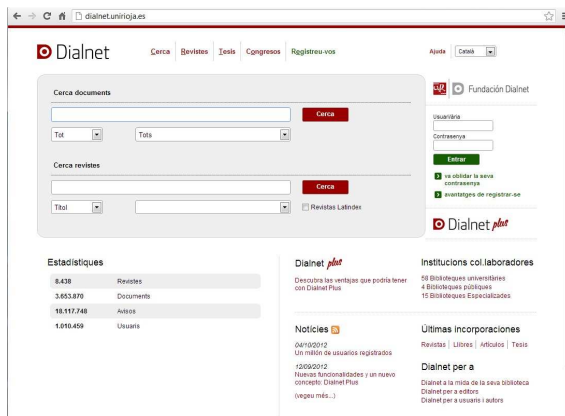 dialnet.unirioja.es
Dialnet
Cerca
Revistes
Tesis
Congresos
Registreu-vos
Ajuda
Català
Cerca documents
Cerca
Tot
Tots
Cerca revistes
Cerca
Títol
Revistas Latindex
Fundación Dialnet
Usuari/ària
Contrasenya
Entrar
va oblidar la seva
contrasenya
avantatges de registrar-se
Dialnet plus
Estadístiques
8.438 Revistes
3.653.870 Documents
18.117.748 Avisos
1.010.459 Usuaris
Dialnet plus
Descubra las ventajas que podría tener
con Dialnet Plus
Institucions col.laboradores
58 Biblioteques universitàries
4 Biblioteques públiques
15 Biblioteques Especializades
Notícies
04/10/2012
Un millón de usuarios registrados
12/09/2012
Nuevas funcionalidades y un nuevo
concepto: Dialnet Plus
(vegeu més...)
Últimas incorporaciones
Revistas | Llibres | Artículos | Tesis
Dialnet per a
Dialnet a la mida de la seva biblioteca
Dialnet per a editors
Dialnet per a usuaris i autors